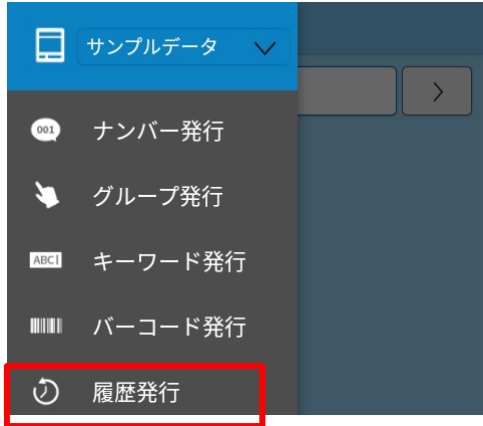 サンプルデータ
001
ナンバー発行
グループ発行
ABC
キーワード発行
バーコード発行
履歴発行